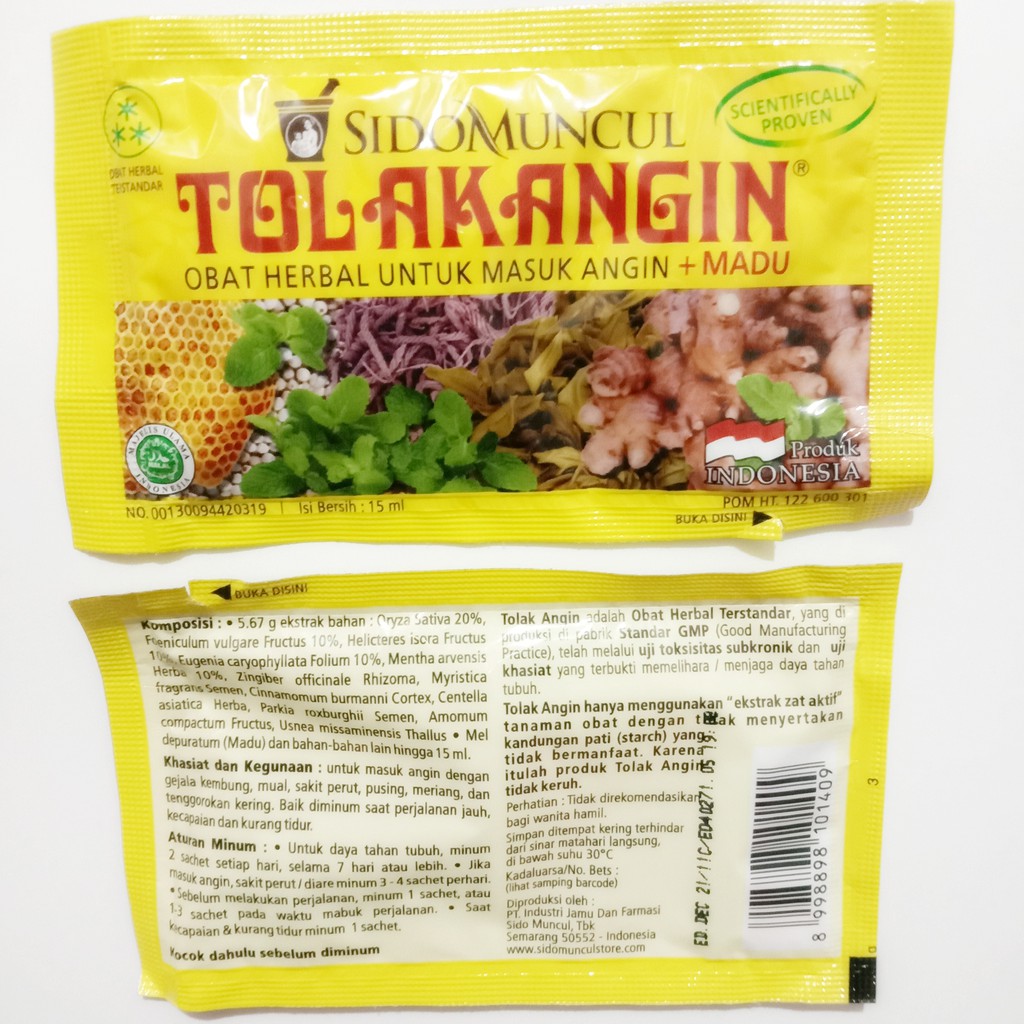 SIDOMUNCUL
SCIENTIFICALLY
PROVEN
OBAT HERBAL
TERSTANDAR
TOLAKANGIN®
OBAT HERBAL UNTUK MASUK ANGIN + MADU
MAJELIS ULAMA
HALAL
INDONESIA
Produk
INDONESIA
NO. 00130094420319 | Isi Bersih : 15 ml
POM HT. 122 600 301
BUKA DISINI
BUKA DISINI
Komposisi : • 5.67 g ekstrak bahan : Oryza Sativa 20%,
Foeniculum vulgare Fructus 10%, Helicteres isora Fructus
10%, Eugenia caryophyllata Folium 10%, Mentha arvensis
Herba 10%, Zingiber officinale Rhizoma, Myristica
fragrans Semen, Cinnamomum burmanni Cortex, Centella
asiatica Herba, Parkia roxburghii Semen, Amomum
compactum Fructus, Usnea missaminensis Thallus • Mel
depuratum (Madu) dan bahan-bahan lain hingga 15 ml.
Khasiat dan Kegunaan : untuk masuk angin dengan
gejala kembung, mual, sakit perut, pusing, meriang, dan
tenggorokan kering. Baik diminum saat perjalanan jauh,
kecapaian dan kurang tidur.
Aturan Minum : • Untuk daya tahan tubuh, minum
2 sachet setiap hari, selama 7 hari atau lebih. • Jika
masuk angin, sakit perut / diare minum 3 - 4 sachet perhari.
• Sebelum melakukan perjalanan, minum 1 sachet, atau
1-3 sachet pada waktu mabuk perjalanan. • Saat
kecapaian & kurang tidur minum 1 sachet.
Kocok dahulu sebelum diminum
Tolak Angin adalah Obat Herbal Terstandar, yang di
produksi di pabrik Standar GMP (Good Manufacturing
Practice), telah melalui uji toksisitas subkronik dan uji
khasiat yang terbukti memelihara / menjaga daya tahan
tubuh.
Tolak Angin hanya menggunakan "ekstrak zat aktif"
tanaman obat dengan tidak menyertakan
kandungan pati (starch) yang
tidak bermanfaat. Karena
itulah produk Tolak Angin
tidak keruh.
Perhatian : Tidak direkomendasikan
bagi wanita hamil.
Simpan ditempat kering terhindar
dari sinar matahari langsung,
di bawah suhu 30°C
Kadaluarsa/No. Bets :
(lihat samping barcode)
Diproduksi oleh :
PT. Industri Jamu Dan Farmasi
Sido Muncul, Tbk
Semarang 50552 - Indonesia
www.sidomunculstore.com
ED DEC 21/11C/ED40271. 05 19.
8 998898 101409
3